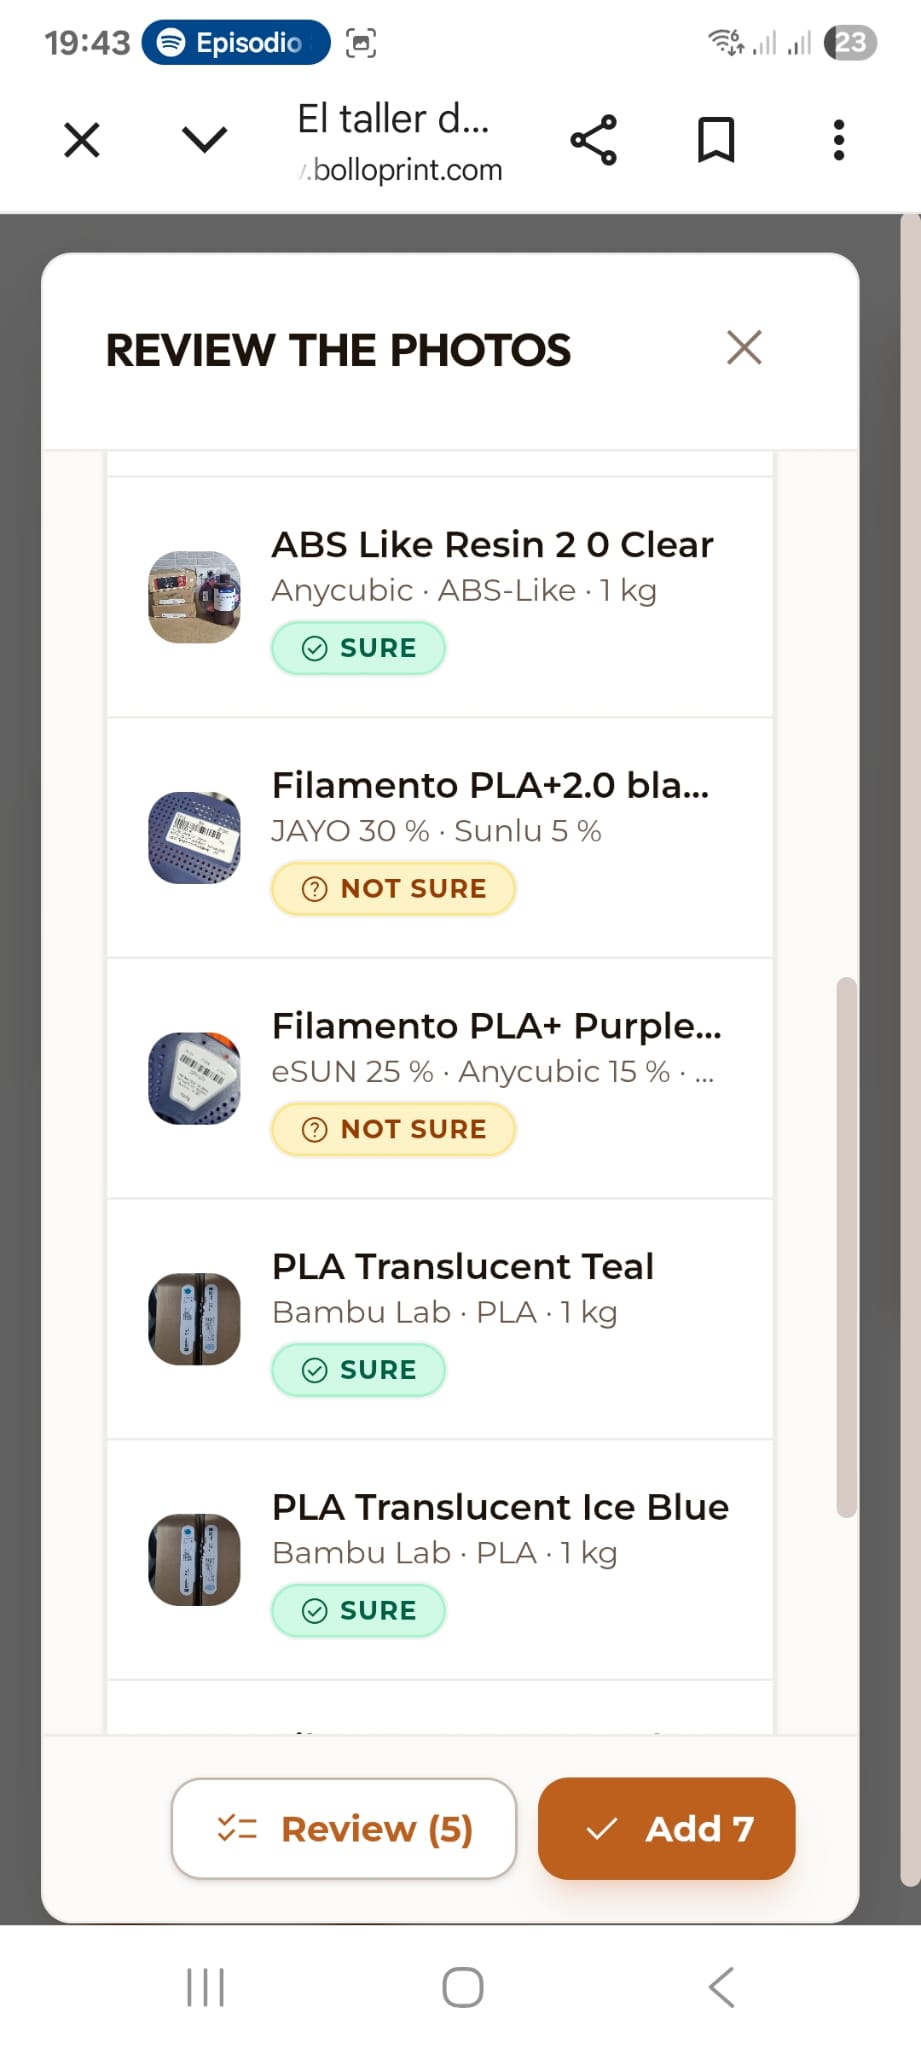 19:43
Episodio
23
El taller d...
.bolloprint.com
REVIEW THE PHOTOS
ABS Like Resin 2 0 Clear
Anycubic · ABS-Like · 1 kg
SURE
Filamento PLA+2.0 bla...
JAYO 30 % · Sunlu 5 %
NOT SURE
Filamento PLA+ Purple...
eSUN 25 % · Anycubic 15 % · ...
NOT SURE
PLA Translucent Teal
Bambu Lab · PLA · 1 kg
SURE
PLA Translucent Ice Blue
Bambu Lab · PLA · 1 kg
SURE
Review (5)
Add 7